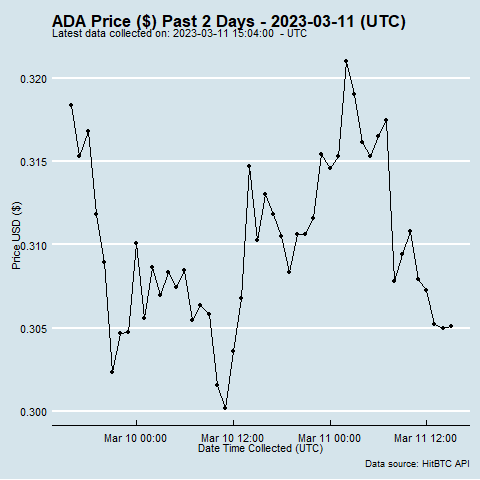 ADA Price ($) Past 2 Days - 2023-03-11 (UTC)
Latest data collected on: 2023-03-11 15:04:00  - UTC
0.320
0.315
0.310
0.305
0.300
Price USD ($)
Mar 10 00:00 Mar 10 12:00 Mar 11 00:00 Mar 11 12:00
Date Time Collected (UTC)
Data source: HitBTC API